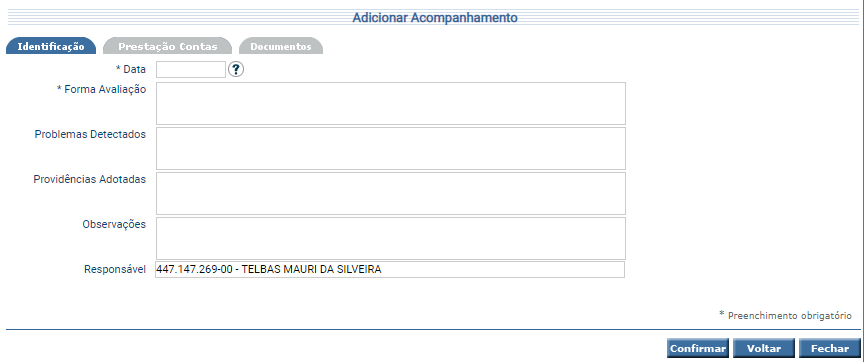 Adicionar Acompanhamento
Identificação Prestação Contas Documentos
* Data ?
* Forma Avaliação
Problemas Detectados
Providências Adotadas
Observações
Responsável 447.147.269-00 - TELBAS MAURI DA SILVEIRA
* Preenchimento obrigatório
Confirmar Voltar Fechar